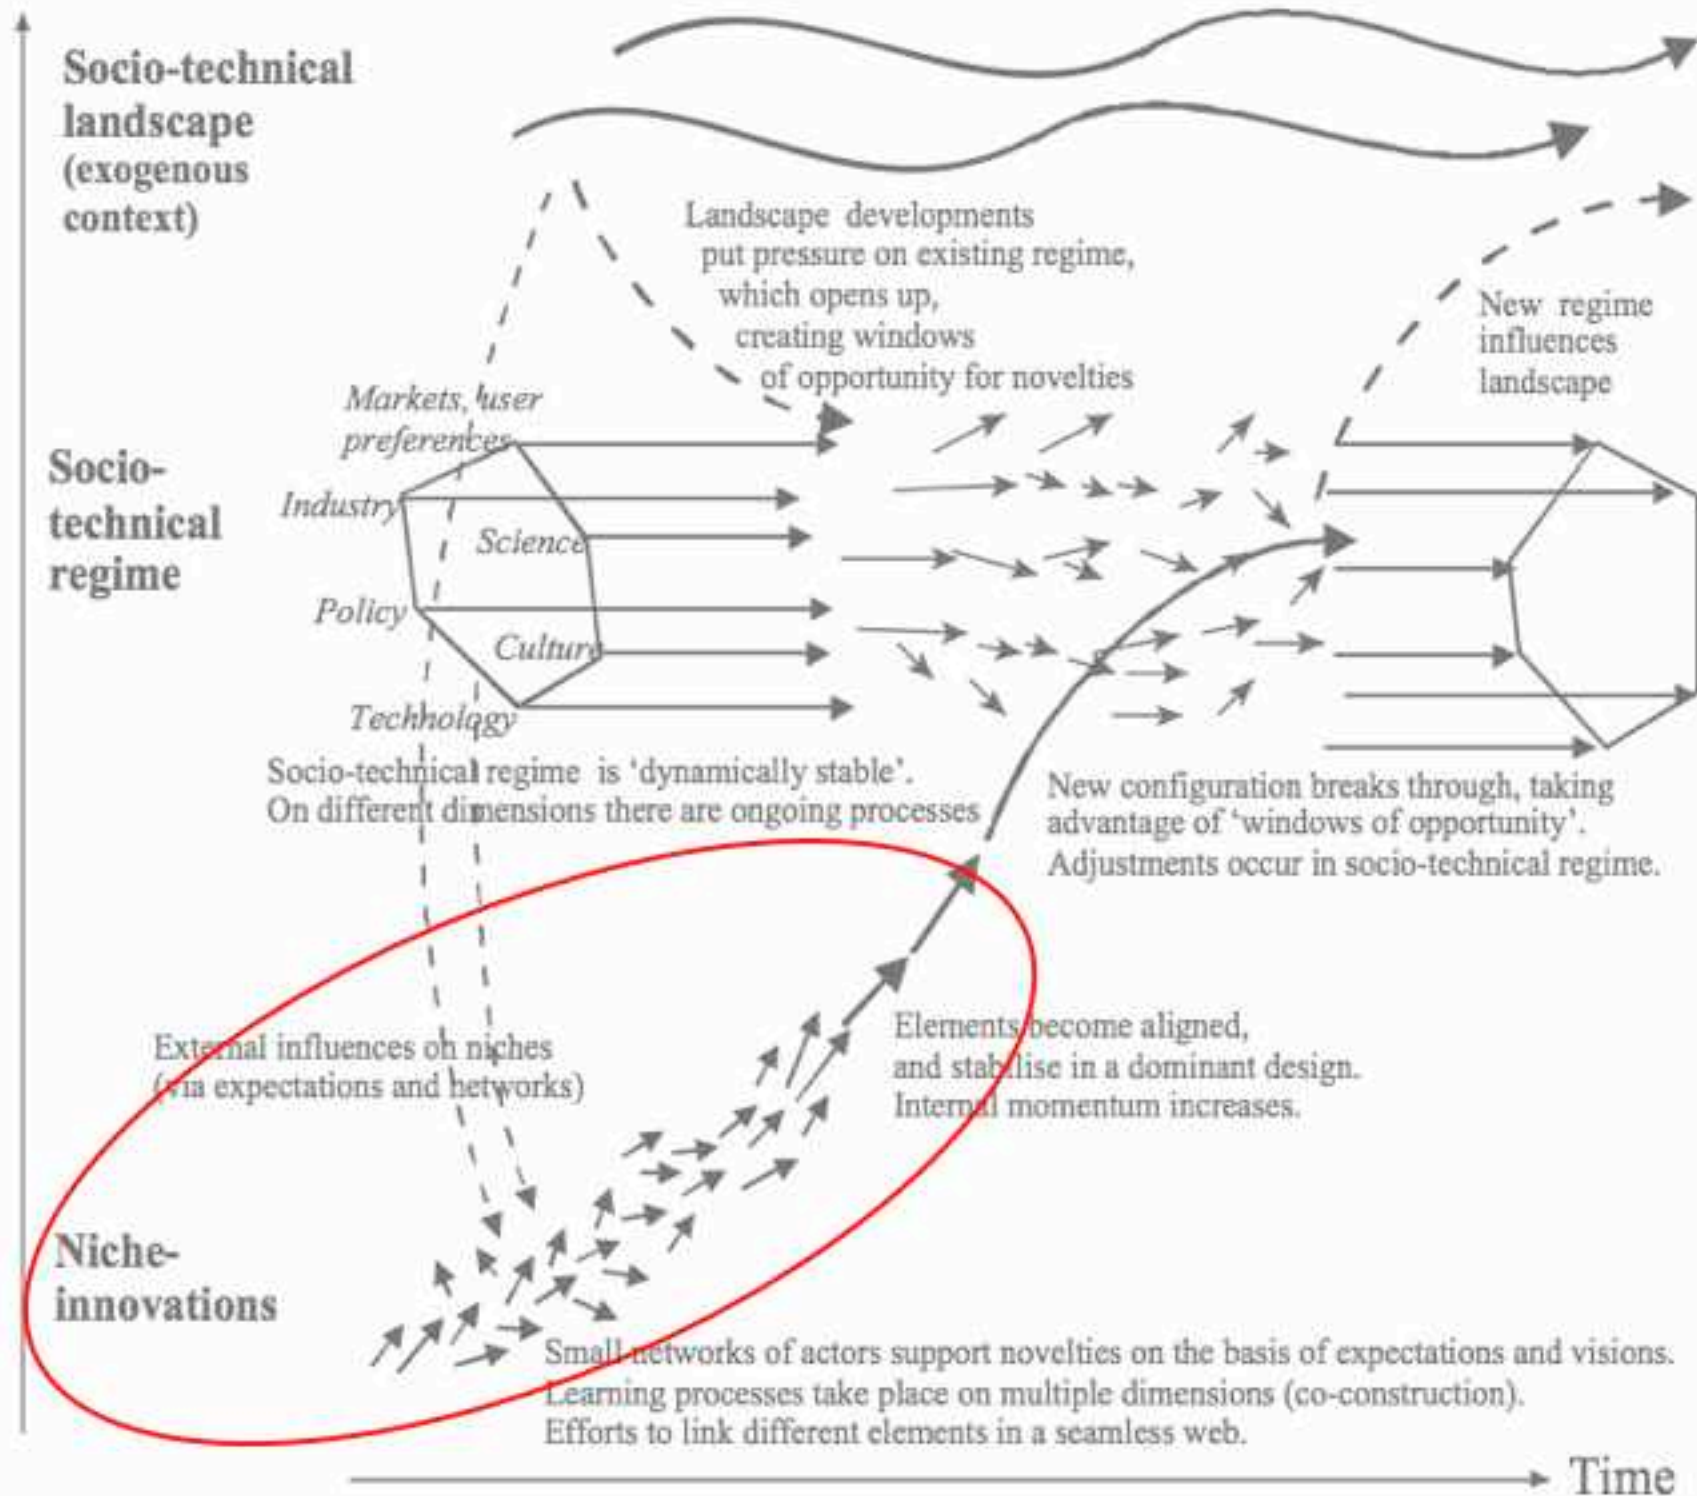 Socio-technical
landscape
(exogenous
context)
Landscape developments
put pressure on existing regime,
which opens up,
creating windows
of opportunity for novelties
New regime
influences
landscape
Markets, user
preferences
Socio-
technical
regime
Industry
Science
Policy
Culture
Technology
Socio-technical regime is ‘dynamically stable’.
On different dimensions there are ongoing processes
New configuration breaks through, taking
advantage of ‘windows of opportunity’.
Adjustments occur in socio-technical regime.
External influences on niches
(via expectations and networks)
Elements become aligned,
and stabilise in a dominant design.
Internal momentum increases.
Niche-
innovations
Small networks of actors support novelties on the basis of expectations and visions.
Learning processes take place on multiple dimensions (co-construction).
Efforts to link different elements in a seamless web.
Time